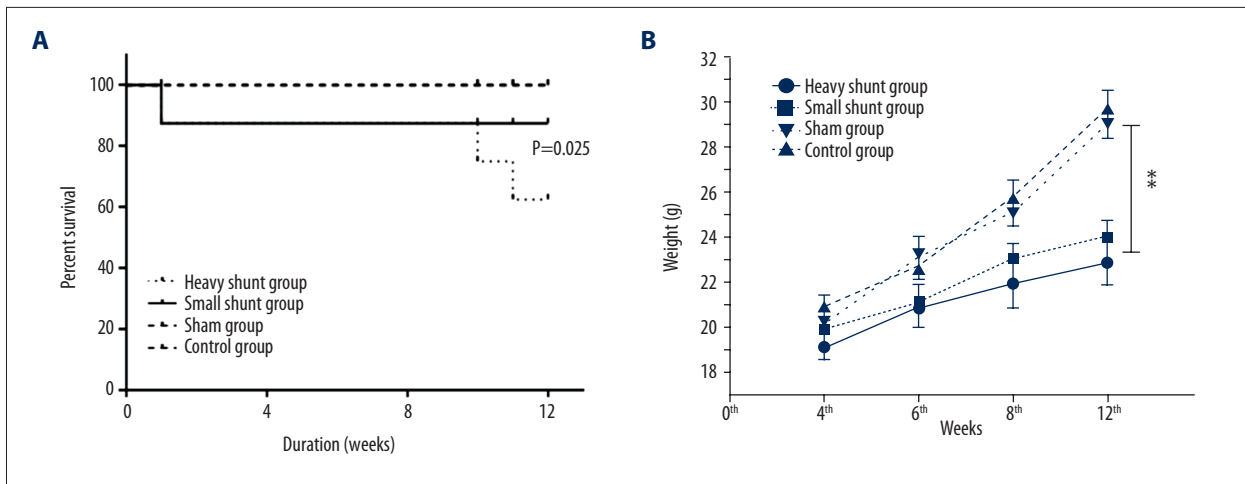 A
100
80
60
40
20
0
Percent survival
P=0.025
Heavy shunt group
Small shunt group
Sham group
Control group
0
4
8
12
Duration (weeks)
B
32
30
28
26
24
22
20
18
Weight (g)
Heavy shunt group
Small shunt group
Sham group
Control group
**
0th
4th
6th
8th
12th
Weeks